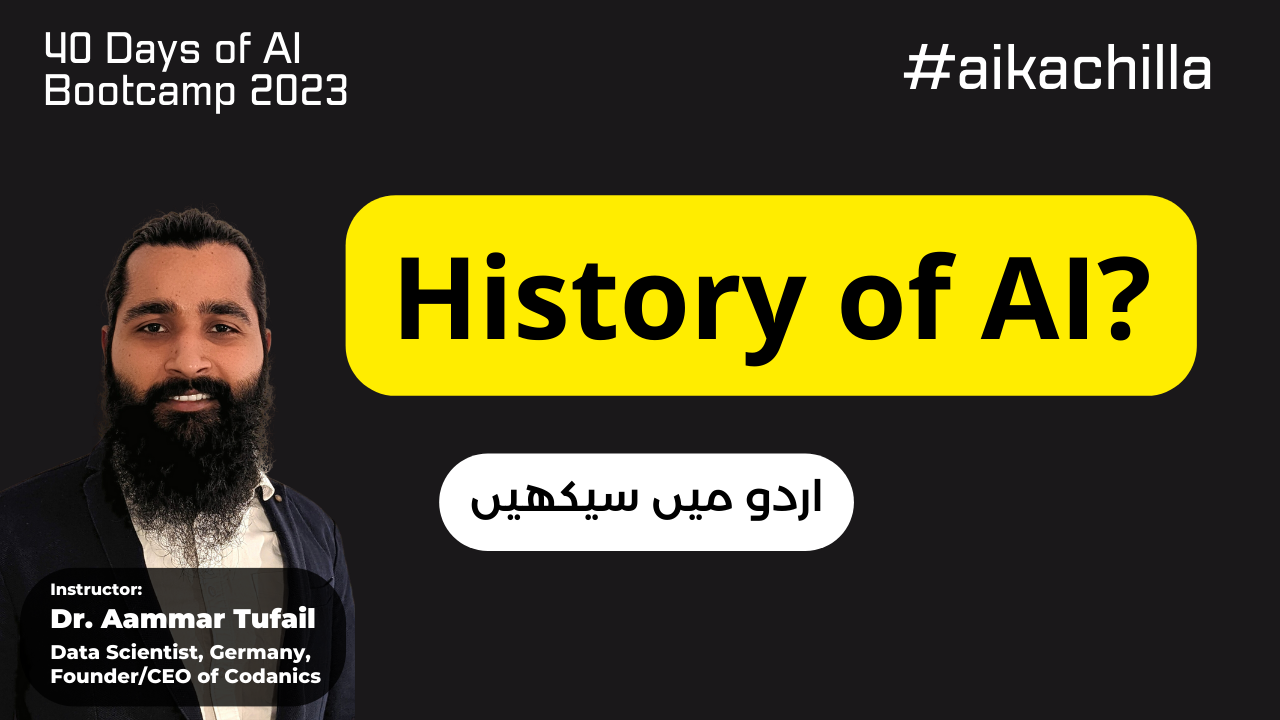 40 Days of AI
Bootcamp 2023
#aikachilla
History of AI?
اردو میں سیکھیں
Instructor:
Dr. Aammar Tufail
Data Scientist, Germany,
Founder/CEO of Codanics